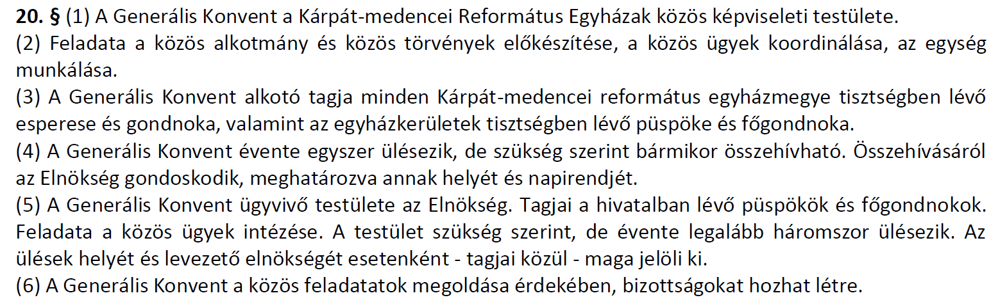 20. § (1) A Generális Konvent a Kárpát-medencei Református Egyházak közös képviseleti testülete.
(2) Feladata a közös alkotmány és közös törvények előkészítése, a közös ügyek koordinálása, az egység
munkálása.
(3) A Generális Konvent alkotó tagja minden Kárpát-medencei református egyházmegye tisztségben lévő
esperese és gondnoka, valamint az egyházkerületek tisztségben lévő püspöke és főgondnoka.
(4) A Generális Konvent évente egyszer ülésezik, de szükség szerint bármikor összehívható. Összehívásáról
az Elnökség gondoskodik, meghatározva annak helyét és napirendjét.
(5) A Generális Konvent ügyvivő testülete az Elnökség. Tagjai a hivatalban lévő püspökök és főgondnokok.
Feladata a közös ügyek intézése. A testület szükség szerint, de évente legalább háromszor ülésezik. Az
ülések helyét és levezető elnökségét esetenként - tagjai közül - maga jelöli ki.
(6) A Generális Konvent a közös feladatatok megoldása érdekében, bizottságokat hozhat létre.